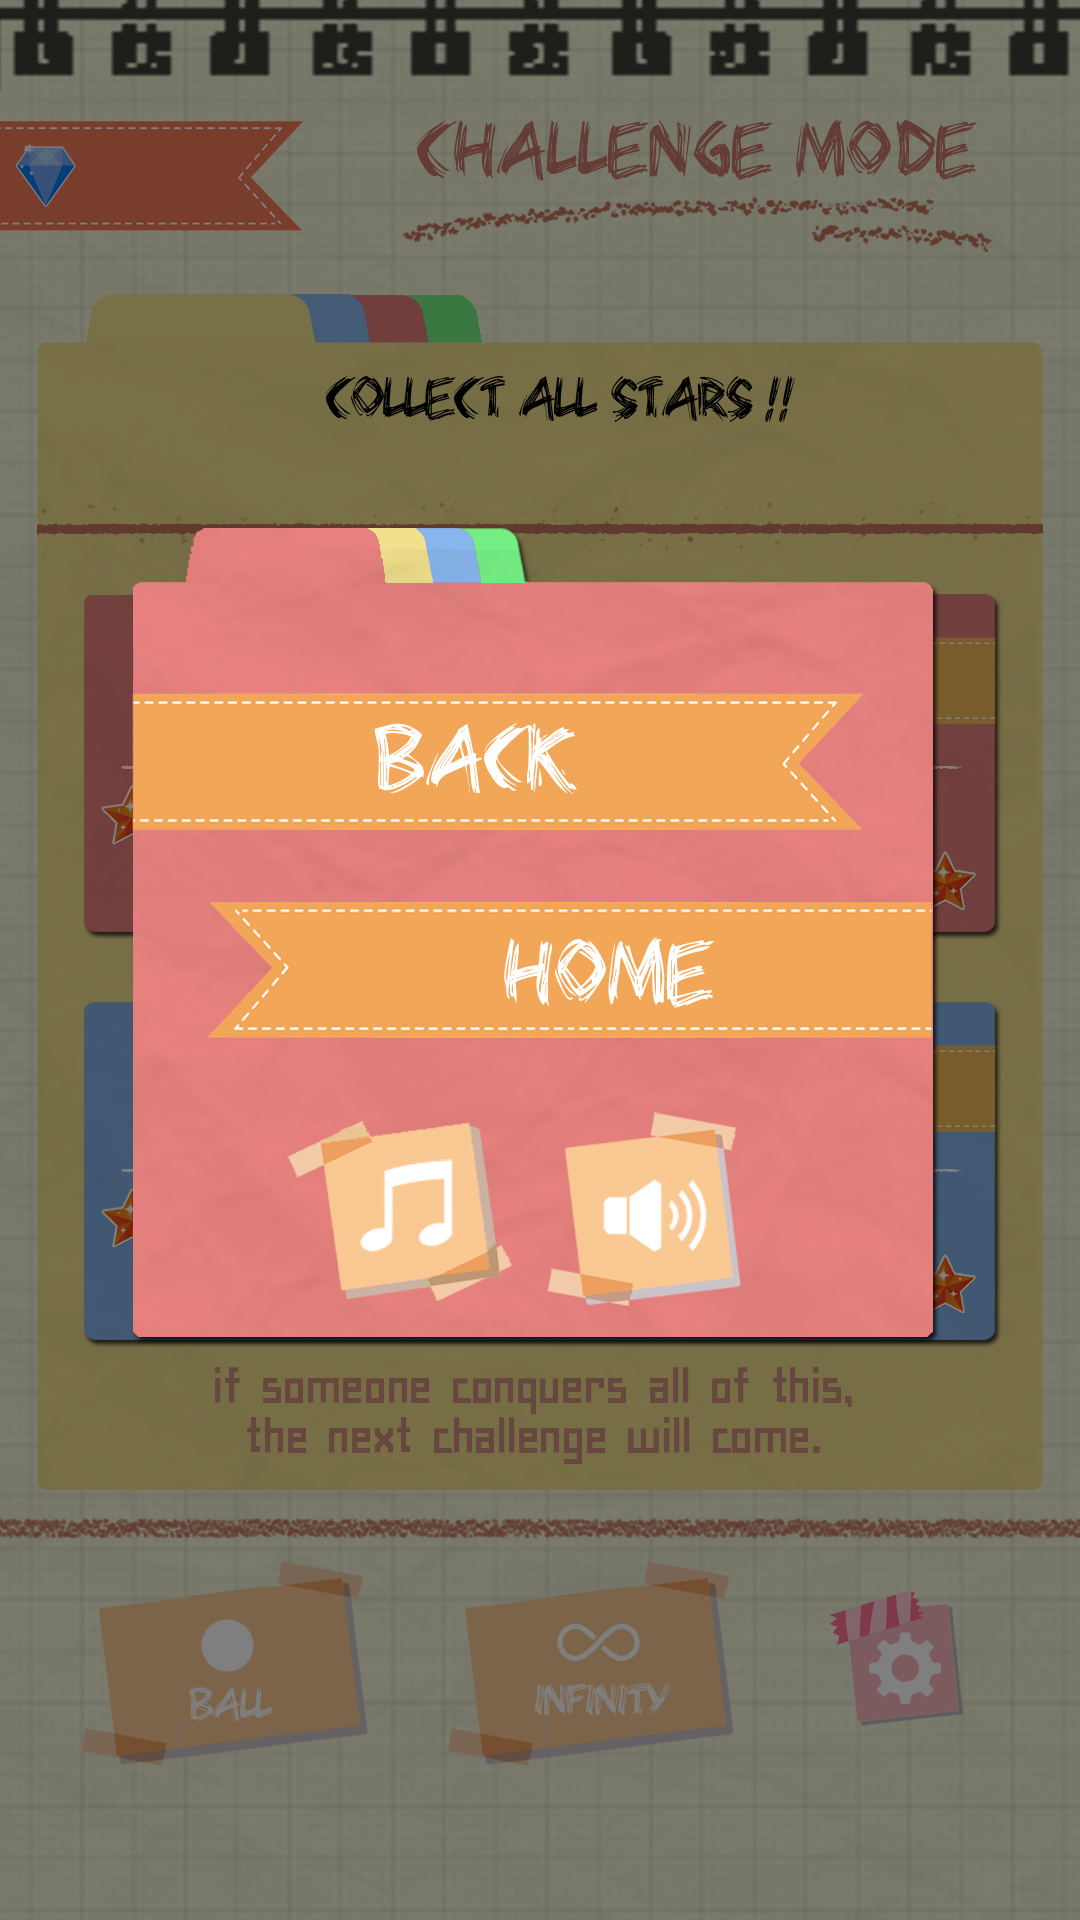 CHALLENGE MODE
COLLECT ALL STARS !!
BACK
HOME
if someone conquers all of this,
the next challenge will come.
BALL
INFINITY